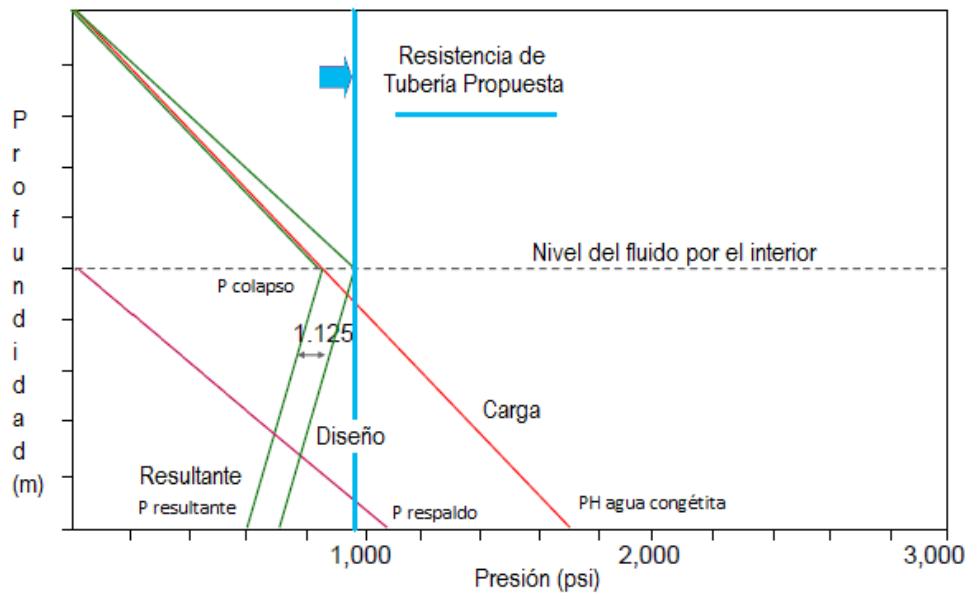 Resistencia de
Tubería Propuesta
Profundidad
(m)
Nivel del fluido por el interior
P colapso
1.125
Carga
Diseño
Resultante
P resultante
P respaldo
PH agua congétita
1,000
2,000
3,000
Presión (psi)